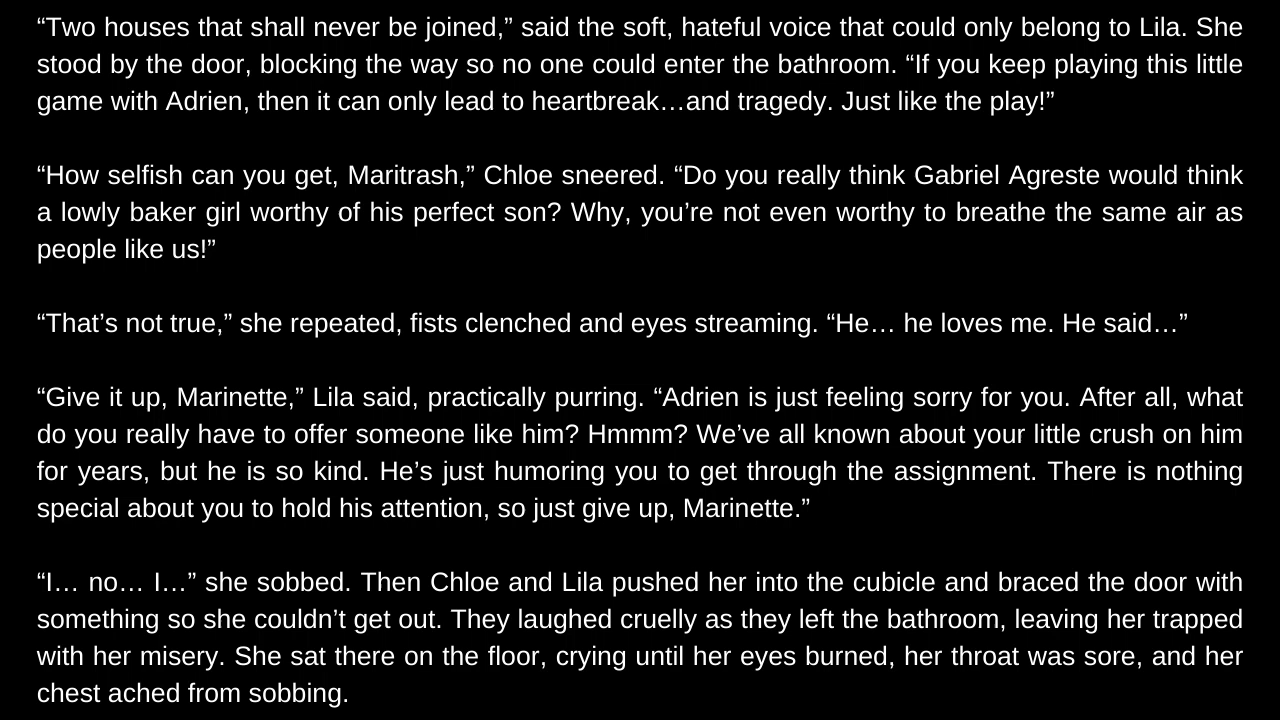 “Two houses that shall never be joined,” said the soft, hateful voice that could only belong to Lila. She
stood by the door, blocking the way so no one could enter the bathroom. “If you keep playing this little
game with Adrien, then it can only lead to heartbreak…and tragedy. Just like the play!”
“How selfish can you get, Maritrash,” Chloe sneered. “Do you really think Gabriel Agreste would think
a lowly baker girl worthy of his perfect son? Why, you’re not even worthy to breathe the same air as
people like us!”
“That’s not true,” she repeated, fists clenched and eyes streaming. “He… he loves me. He said…”
“Give it up, Marinette,” Lila said, practically purring. “Adrien is just feeling sorry for you. After all, what
do you really have to offer someone like him? Hmmm? We’ve all known about your little crush on him
for years, but he is so kind. He’s just humoring you to get through the assignment. There is nothing
special about you to hold his attention, so just give up, Marinette.”
“I… no… I…” she sobbed. Then Chloe and Lila pushed her into the cubicle and braced the door with
something so she couldn’t get out. They laughed cruelly as they left the bathroom, leaving her trapped
with her misery. She sat there on the floor, crying until her eyes burned, her throat was sore, and her
chest ached from sobbing.